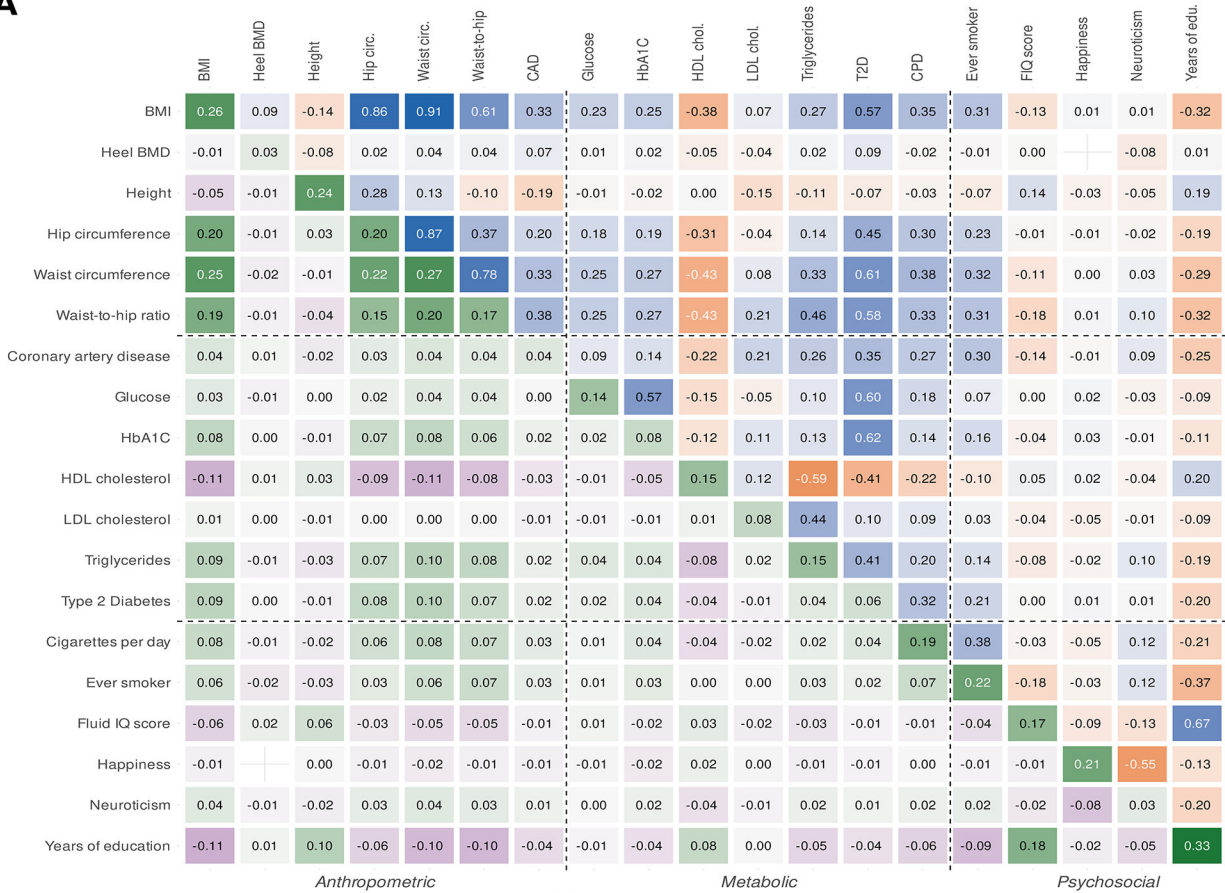 A
BMI Heel BMD Height Hip circ. Waist circ. Waist-to-hip CAD Glucose HbA1C HDL chol. LDL chol. Triglycerides T2D CPD Ever smoker FIQ score Happiness Neuroticism Years of edu.
BMI 0.26 0.09 -0.14 0.86 0.91 0.61 0.33 0.23 0.25 -0.38 0.07 0.27 0.57 0.35 0.31 -0.13 0.01 0.01 -0.32
Heel BMD -0.01 0.03 -0.08 0.02 0.04 0.04 0.07 0.01 0.02 -0.05 -0.04 0.02 0.09 -0.02 -0.01 0.00 -0.08 0.01
Height -0.05 -0.01 0.24 0.28 0.13 -0.10 -0.19 -0.01 -0.02 0.00 -0.15 -0.11 -0.07 -0.03 -0.07 0.14 -0.03 -0.05 0.19
Hip circumference 0.20 -0.01 0.03 0.20 0.87 0.37 0.20 0.18 0.19 -0.31 -0.04 0.14 0.45 0.30 0.23 -0.01 -0.01 -0.02 -0.19
Waist circumference 0.25 -0.02 -0.01 0.22 0.27 0.78 0.33 0.25 0.27 -0.43 0.08 0.33 0.61 0.38 0.32 -0.11 0.00 0.03 -0.29
Waist-to-hip ratio 0.19 -0.01 -0.04 0.15 0.20 0.17 0.38 0.25 0.27 -0.43 0.21 0.46 0.58 0.33 0.31 -0.18 0.01 0.10 -0.32
Coronary artery disease 0.04 0.01 -0.02 0.03 0.04 0.04 0.04 0.09 0.14 -0.22 0.21 0.26 0.35 0.27 0.30 -0.14 -0.01 0.09 -0.25
Glucose 0.03 -0.01 0.00 0.02 0.04 0.04 0.00 0.14 0.57 -0.15 -0.05 0.10 0.60 0.18 0.07 0.00 0.02 -0.03 -0.09
HbA1C 0.08 0.00 -0.01 0.07 0.08 0.06 0.02 0.02 0.08 -0.12 0.11 0.13 0.62 0.14 0.16 -0.04 0.03 -0.01 -0.11
HDL cholesterol -0.11 0.01 0.03 -0.09 -0.11 -0.08 -0.03 -0.01 -0.05 0.15 0.12 -0.59 -0.41 -0.22 -0.10 0.05 0.02 -0.04 0.20
LDL cholesterol 0.01 0.00 -0.01 0.00 0.00 0.00 -0.01 -0.01 -0.01 0.01 0.08 0.44 0.10 0.09 0.03 -0.04 -0.05 -0.01 -0.09
Triglycerides 0.09 -0.01 -0.03 0.07 0.10 0.08 0.02 0.04 0.04 -0.08 0.02 0.15 0.41 0.20 0.14 -0.08 -0.02 0.10 -0.19
Type 2 Diabetes 0.09 0.00 -0.01 0.08 0.10 0.07 0.02 0.02 0.04 -0.04 -0.01 0.04 0.06 0.32 0.21 0.00 0.01 0.01 -0.20
Cigarettes per day 0.08 -0.01 -0.02 0.06 0.08 0.07 0.03 0.01 0.04 -0.04 -0.02 0.02 0.04 0.19 0.38 -0.03 -0.05 0.12 -0.21
Ever smoker 0.06 -0.02 -0.03 0.03 0.06 0.07 0.03 0.01 0.03 0.00 0.00 0.03 0.02 0.07 0.22 -0.18 -0.03 0.12 -0.37
Fluid IQ score -0.06 0.02 0.06 -0.03 -0.05 -0.05 -0.01 0.01 -0.02 0.03 -0.02 -0.03 -0.01 -0.01 -0.04 0.17 -0.09 -0.13 0.67
Happiness -0.01 0.00 -0.01 -0.02 -0.01 -0.01 -0.01 -0.02 0.02 0.00 -0.01 -0.01 0.00 -0.01 -0.01 0.21 -0.55 -0.13
Neuroticism 0.04 -0.01 -0.02 0.03 0.04 0.03 0.01 0.00 0.02 -0.04 -0.01 0.02 0.01 0.02 0.02 -0.02 -0.08 0.03 -0.20
Years of education -0.11 0.01 0.10 -0.06 -0.10 -0.10 -0.04 -0.01 -0.04 0.08 0.00 -0.05 -0.04 -0.06 -0.09 0.18 -0.02 -0.05 0.33
Anthropometric Metabolic Psychosocial